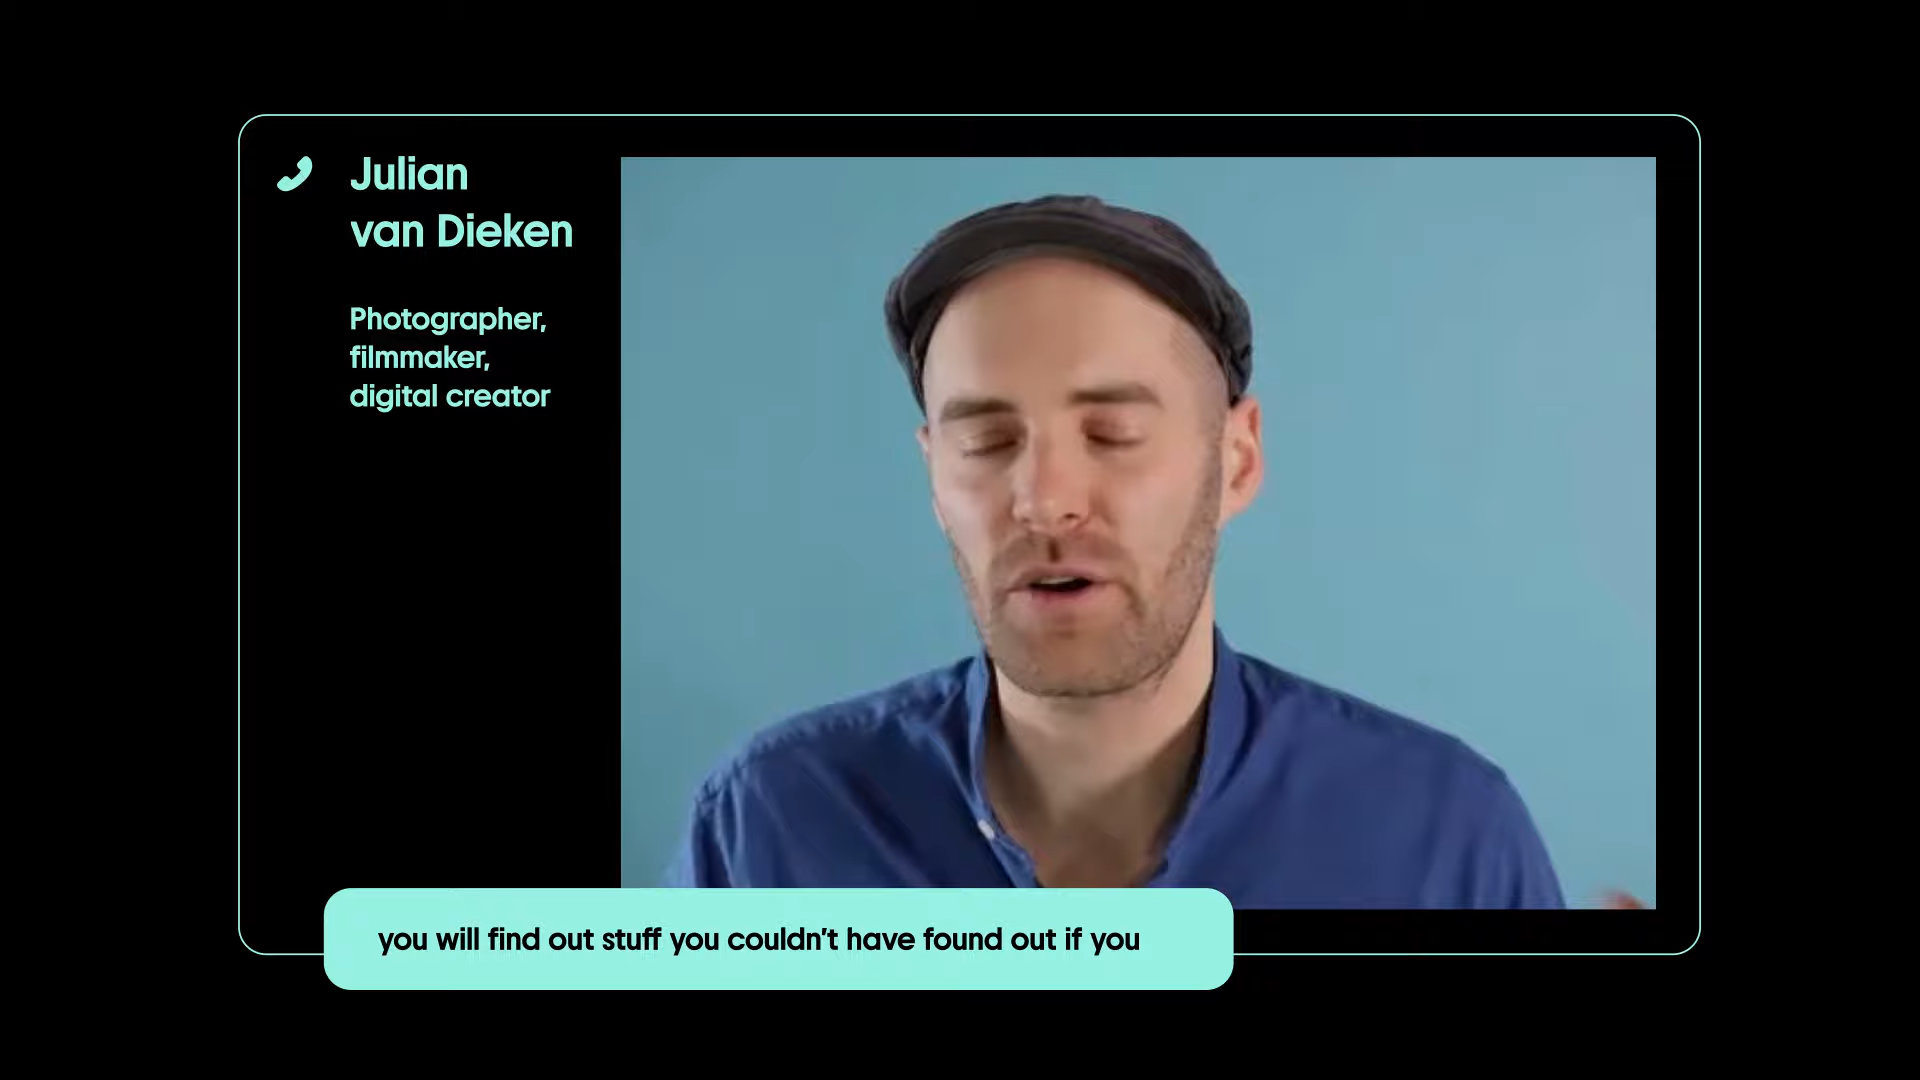 Julian
van Dieken
Photographer,
filmmaker,
digital creator
you will find out stuff you couldn't have found out if you